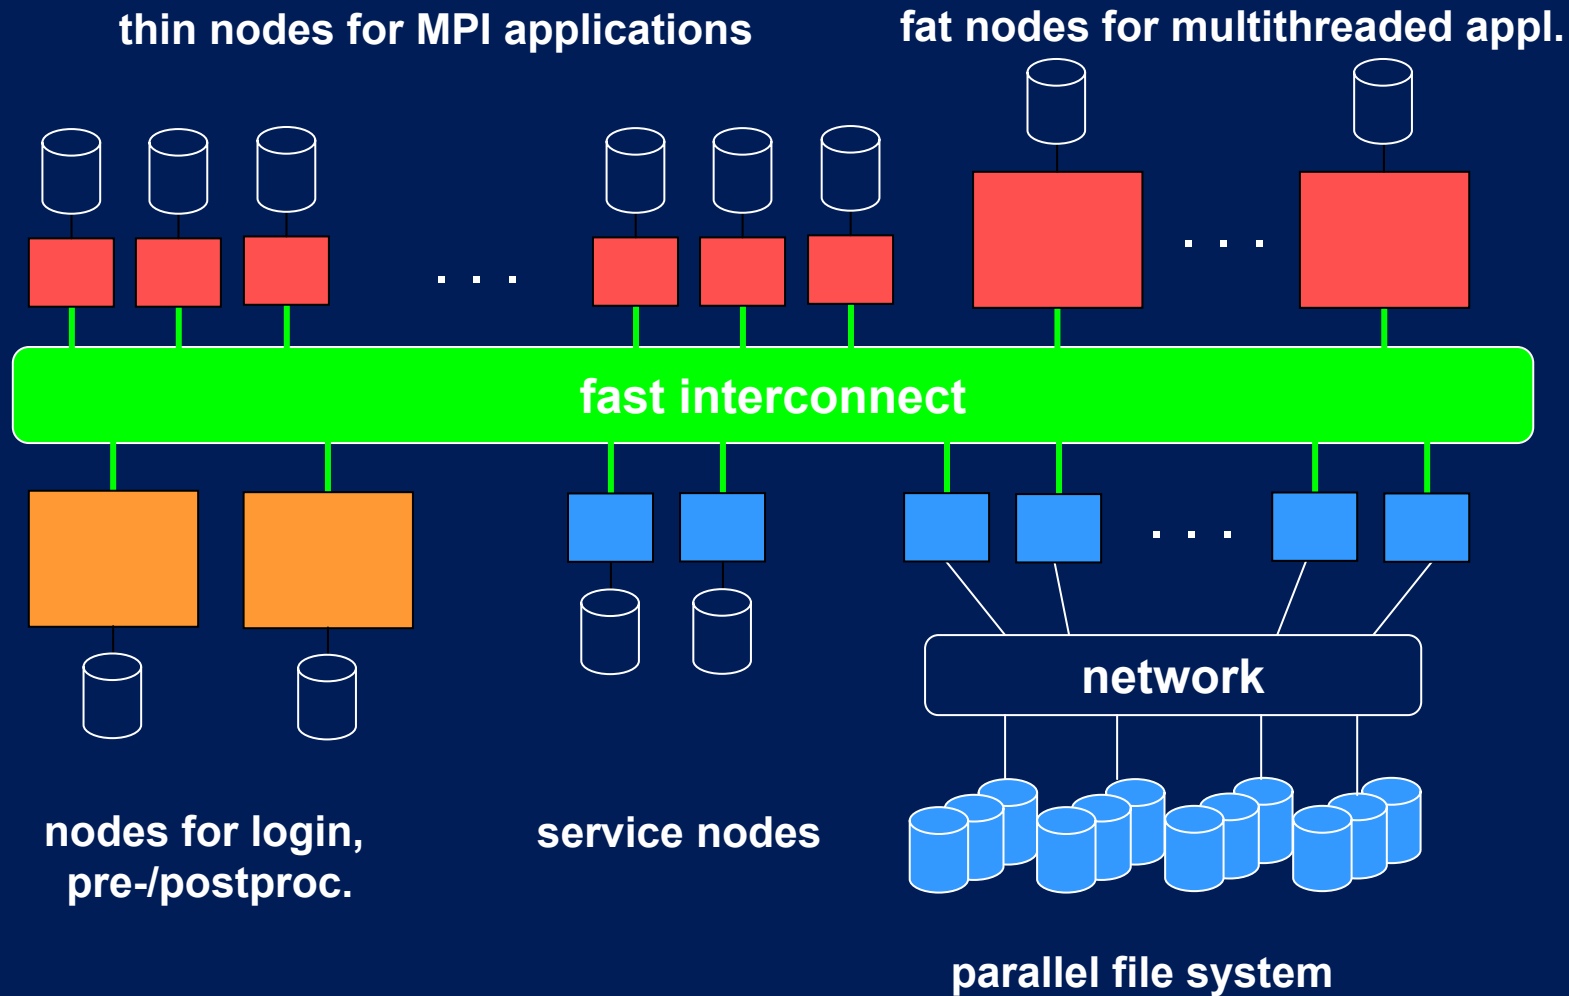 thin nodes for MPI applications
fat nodes for multithreaded appl.
. . .
. . .
fast interconnect
. . .
network
nodes for login,
pre-/postproc.
service nodes
parallel file system